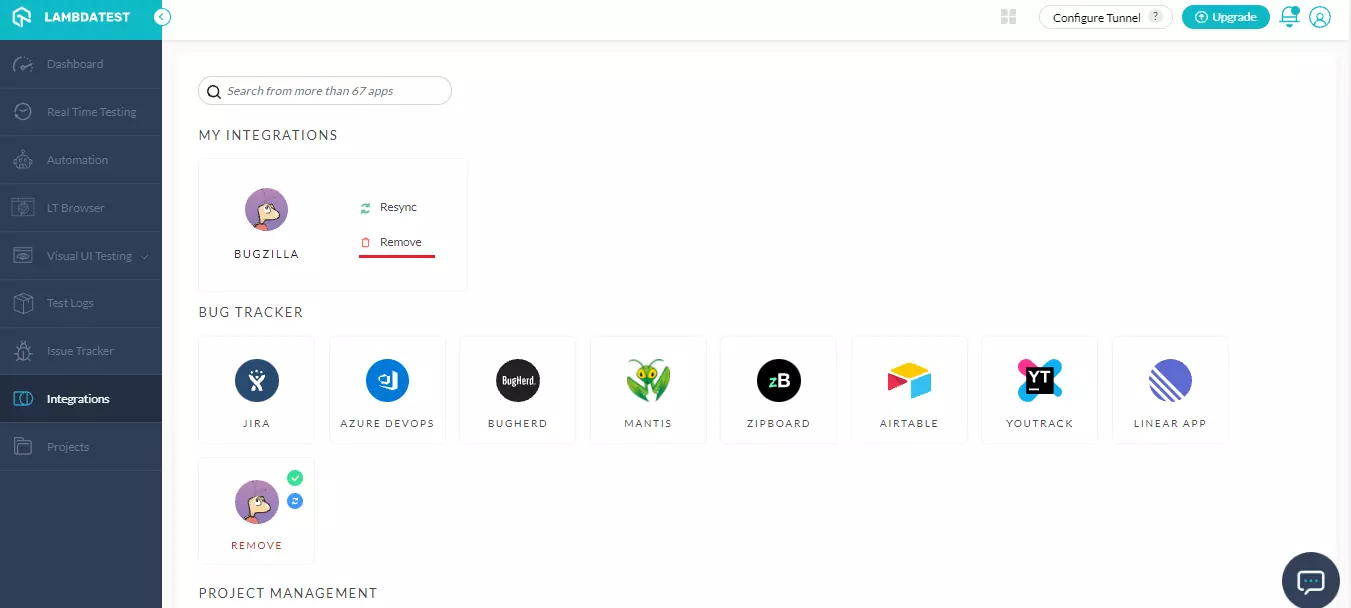 LAMBDATEST
Configure Tunnel ?
Upgrade
Dashboard
Real Time Testing
Automation
LT Browser
Visual UI Testing
Test Logs
Issue Tracker
Integrations
Projects
Search from more than 67 apps
MY INTEGRATIONS
BUGZILLA
Resync
Remove
BUG TRACKER
JIRA
AZURE DEVOPS
BugHerd.
BUGHERD
MANTIS
zB
ZIPBOARD
AIRTABLE
YT
YOUTRACK
LINEAR APP
REMOVE
PROJECT MANAGEMENT